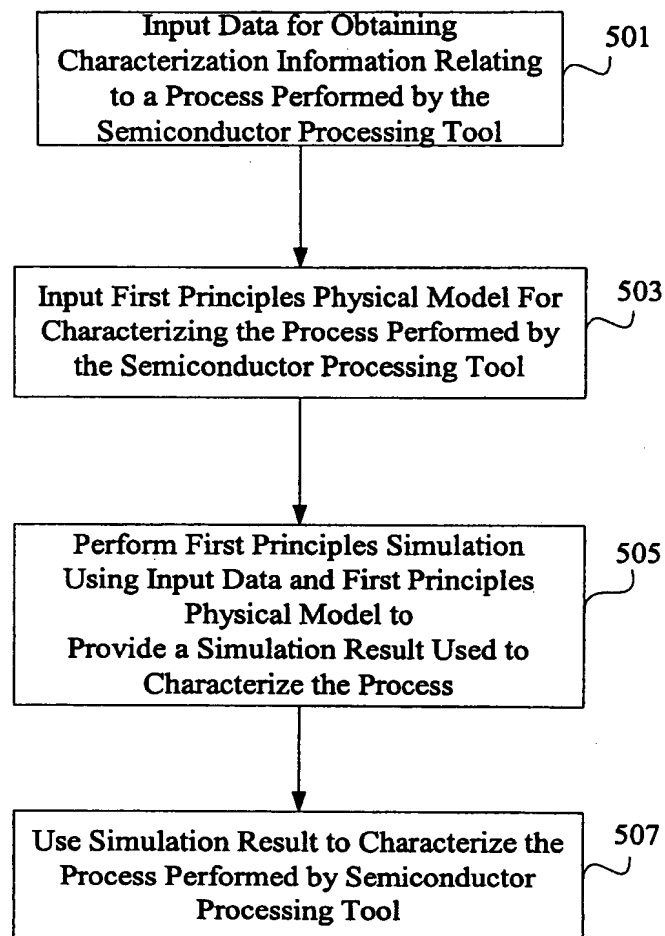 Input Data for Obtaining
Characterization Information Relating
to a Process Performed by the
Semiconductor Processing Tool
501
Input First Principles Physical Model For
Characterizing the Process Performed by
the Semiconductor Processing Tool
503
Perform First Principles Simulation
Using Input Data and First Principles
Physical Model to
Provide a Simulation Result Used to
Characterize the Process
505
Use Simulation Result to Characterize the
Process Performed by Semiconductor
Processing Tool
507